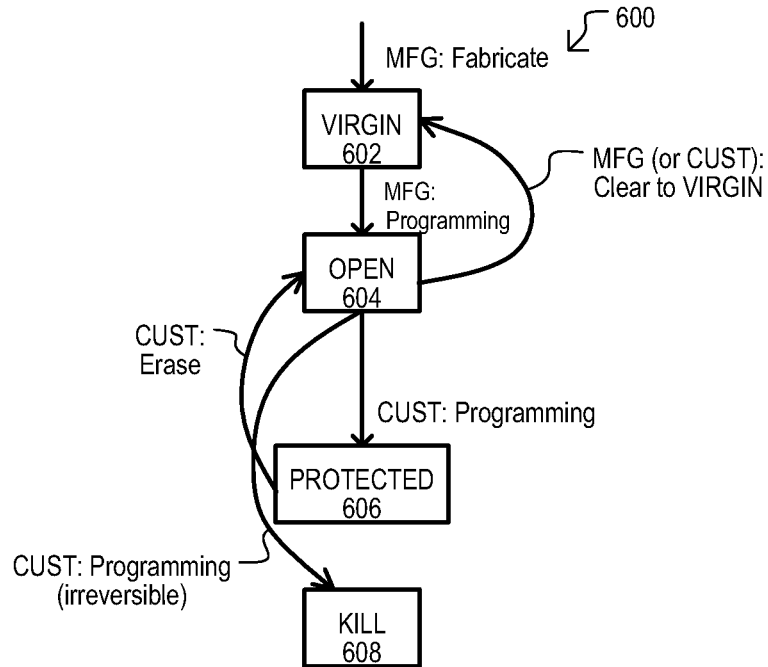 600
MFG: Fabricate
VIRGIN
602
MFG (or CUST):
Clear to VIRGIN
MFG:
Programming
OPEN
604
CUST:
Erase
CUST: Programming
PROTECTED
606
CUST: Programming
(irreversible)
KILL
608